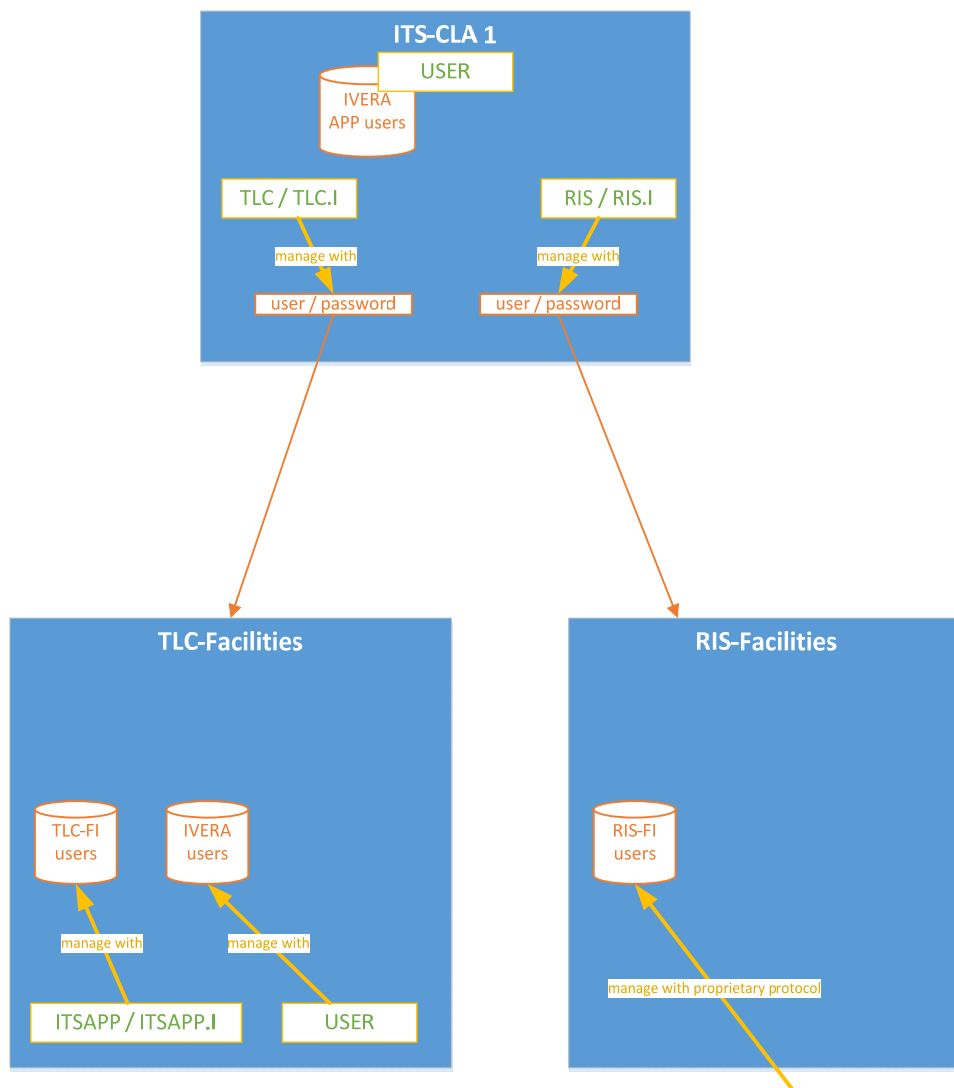 ITS-CLA 1
USER
IVERA
APP users
TLC / TLC.I
RIS / RIS.I
manage with
manage with
user / password
user / password
TLC-Facilities
RIS-Facilities
TLC-FI
users
IVERA
users
RIS-FI
users
manage with
manage with
manage with proprietary protocol
ITSAPP / ITSAPP.I
USER